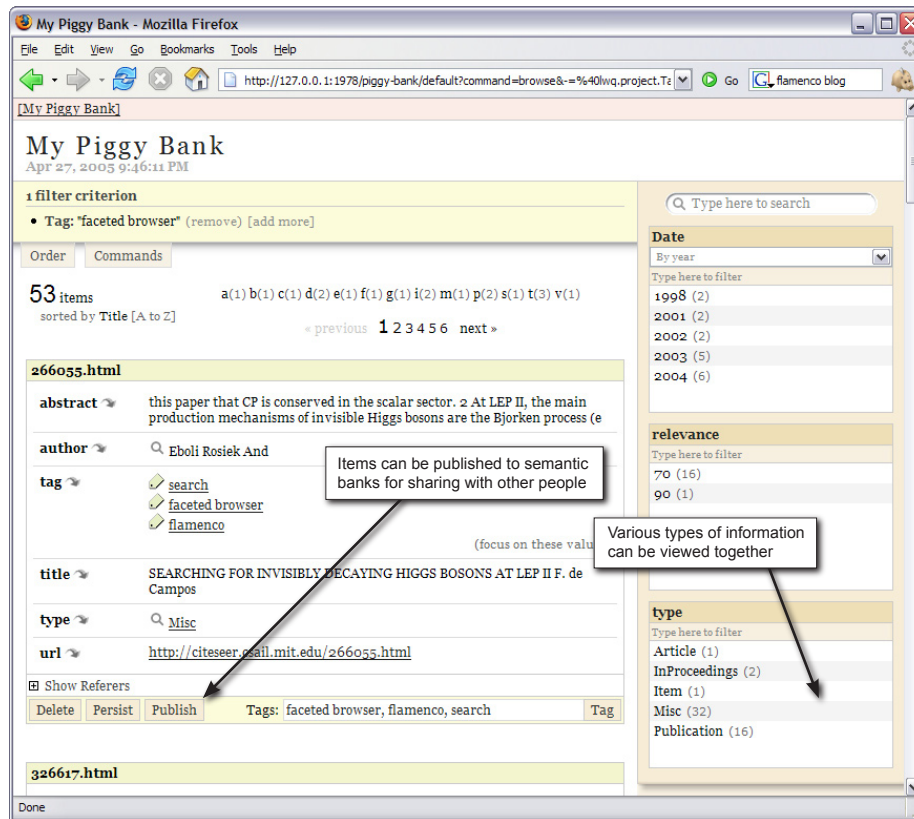 My Piggy Bank - Mozilla Firefox
File Edit View Go Bookmarks Tools Help
http://127.0.0.1:1978/piggy-bank/default?command=browse&-=%40lwq.project.Ta Go G flamenco blog
[My Piggy Bank]
My Piggy Bank
Apr 27, 2005 9:46:11 PM
1 filter criterion
• Tag: "faceted browser" (remove) [add more]
Order Commands
53 items
sorted by Title [A to Z]
a(1) b(1) c(1) d(2) e(1) f(1) g(1) i(2) m(1) p(2) s(1) t(3) v(1)
« previous 1 2 3 4 5 6 next »
266055.html
abstract this paper that CP is conserved in the scalar sector. 2 At LEP II, the main
production mechanisms of invisible Higgs bosons are the Bjorken process (e
author Eboli Rosiek And
tag search
faceted browser
flamenco
(focus on these valu
title SEARCHING FOR INVISIBLY DECAYING HIGGS BOSONS AT LEP II F. de
Campos
type Misc
url http://citeseer.csail.mit.edu/266055.html
Show Referers
Delete Persist Publish Tags: faceted browser, flamenco, search Tag
326617.html
Items can be published to semantic
banks for sharing with other people
Type here to search
Date
By year
Type here to filter
1998 (2)
2001 (2)
2002 (2)
2003 (5)
2004 (6)
relevance
Type here to filter
70 (16)
90 (1)
Various types of information
can be viewed together
type
Type here to filter
Article (1)
InProceedings (2)
Item (1)
Misc (32)
Publication (16)
Done